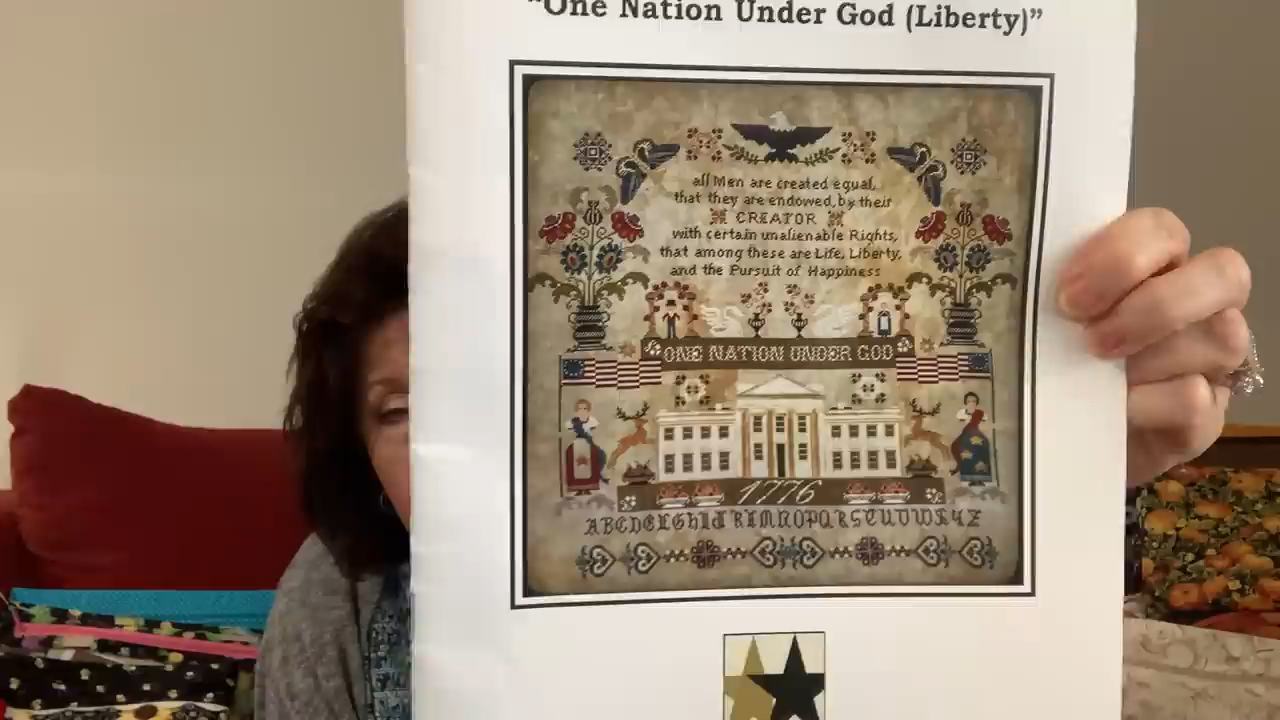 "One Nation Under God (Liberty)"
all Men are created equal,
that they are endowed, by their
CREATOR
with certain unalienable Rights,
that among these are Life, Liberty,
and the Pursuit of Happiness
ONE NATION UNDER GOD
1776
ABCDEFGHIJKLMNOPQRSTUVWXYZ